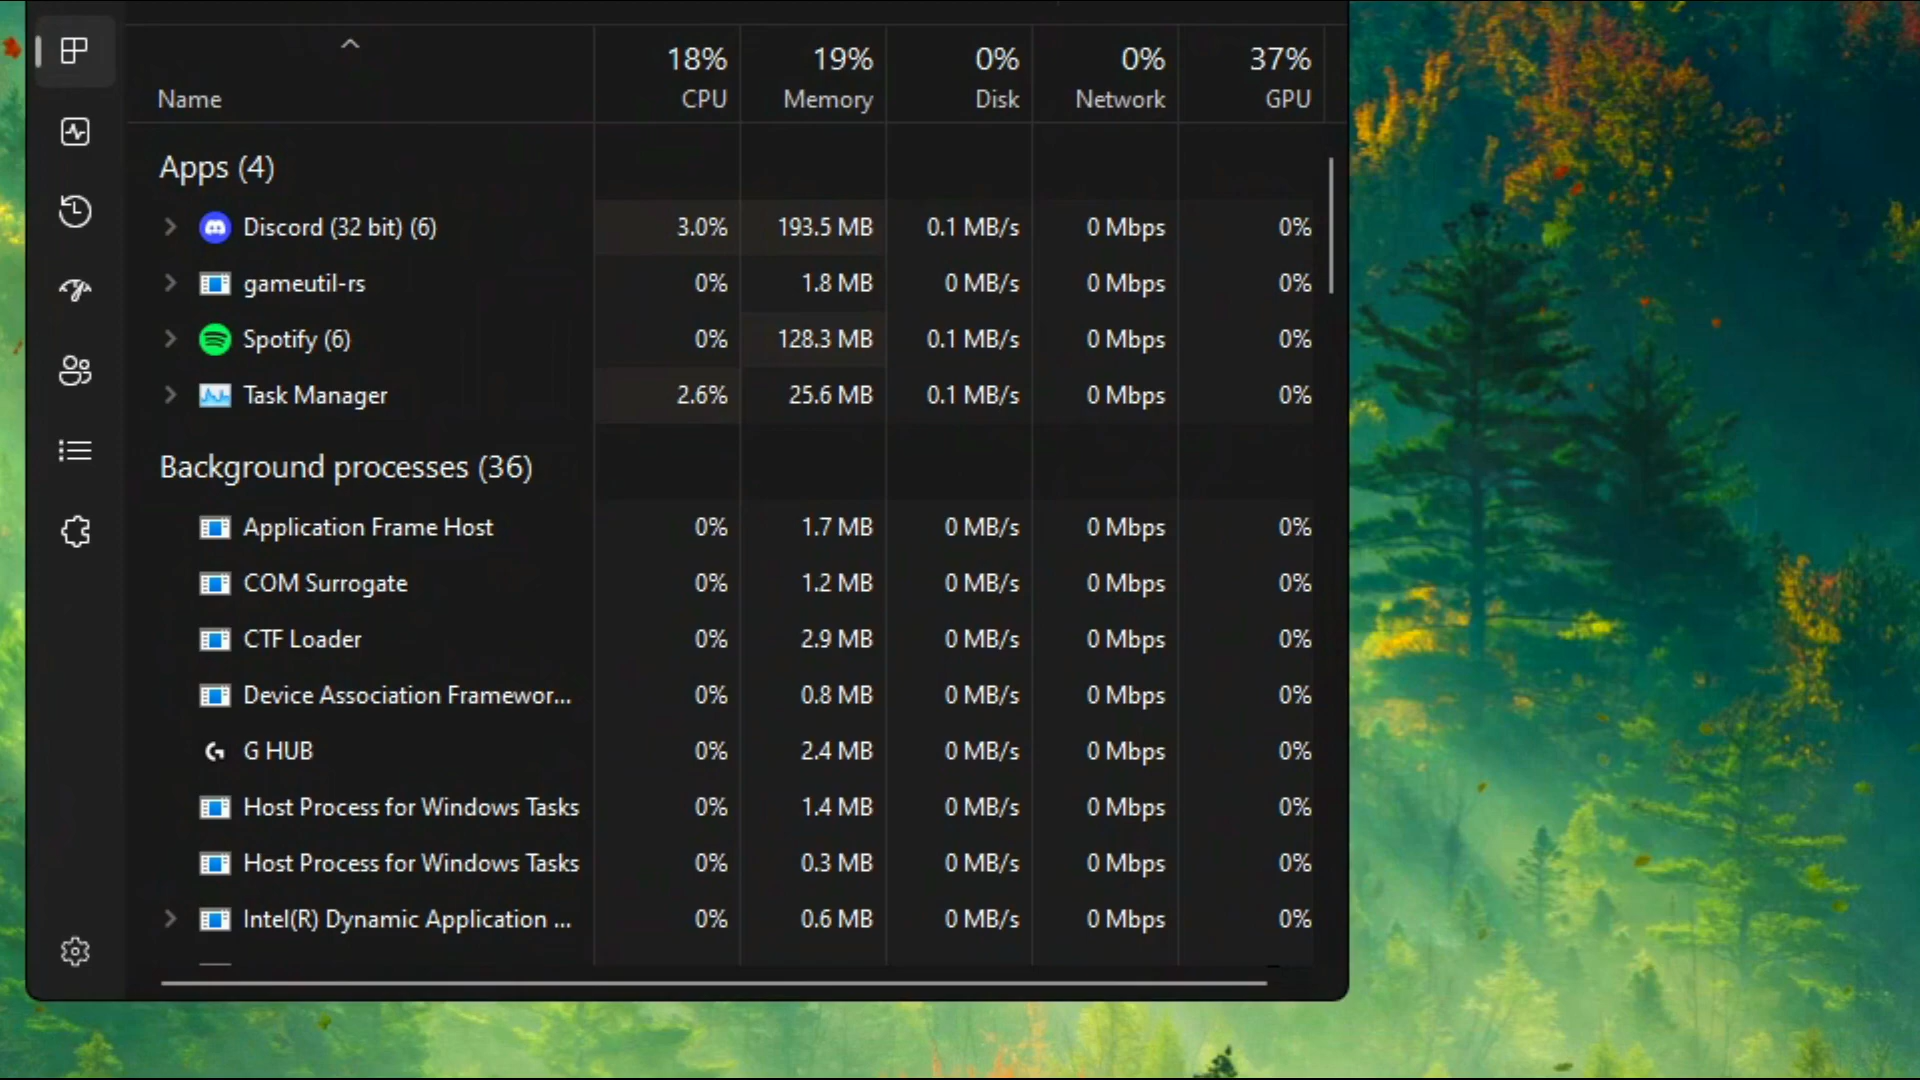 18% 19% 0% 0% 37%
Name CPU Memory Disk Network GPU
Apps (4)
Discord (32 bit) (6) 3.0% 193.5 MB 0.1 MB/s 0 Mbps 0%
gameutil-rs 0% 1.8 MB 0 MB/s 0 Mbps 0%
Spotify (6) 0% 128.3 MB 0.1 MB/s 0 Mbps 0%
Task Manager 2.6% 25.6 MB 0.1 MB/s 0 Mbps 0%
Background processes (36)
Application Frame Host 0% 1.7 MB 0 MB/s 0 Mbps 0%
COM Surrogate 0% 1.2 MB 0 MB/s 0 Mbps 0%
CTF Loader 0% 2.9 MB 0 MB/s 0 Mbps 0%
Device Association Framewor... 0% 0.8 MB 0 MB/s 0 Mbps 0%
G HUB 0% 2.4 MB 0 MB/s 0 Mbps 0%
Host Process for Windows Tasks 0% 1.4 MB 0 MB/s 0 Mbps 0%
Host Process for Windows Tasks 0% 0.3 MB 0 MB/s 0 Mbps 0%
Intel(R) Dynamic Application ... 0% 0.6 MB 0 MB/s 0 Mbps 0%